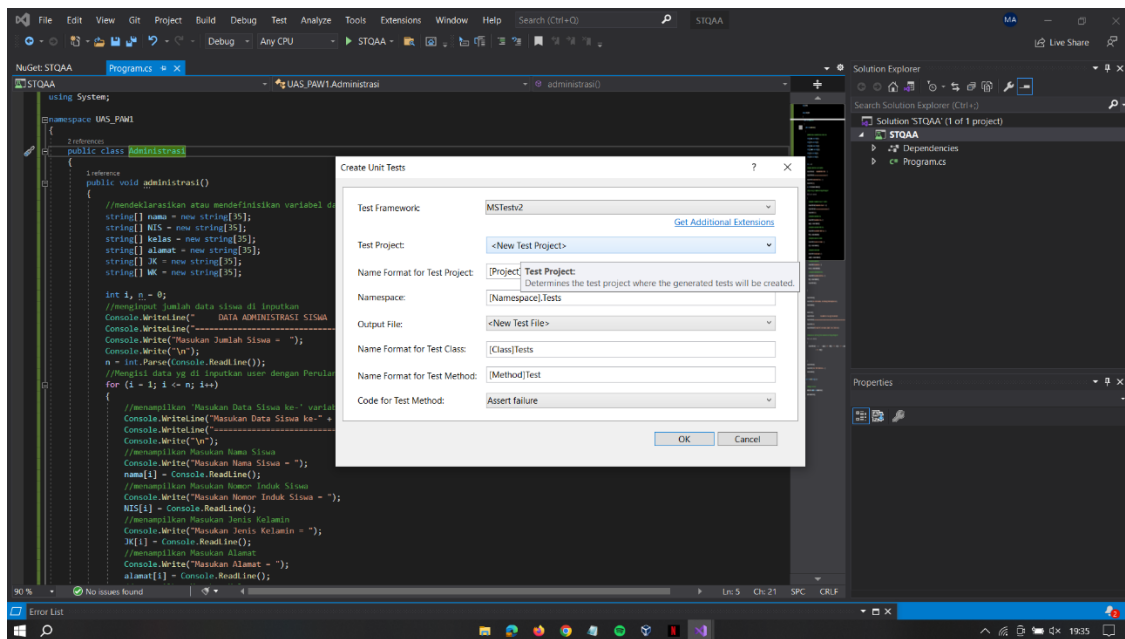 File Edit View Git Project Build Debug Test Analyze Tools Extensions Window Help Search (Ctrl+Q) STQAA MA
Debug Any CPU STQAA Live Share
NuGet: STQAA Program.cs
STQAA UAS_PAW1.Administrasi administrasi()
using System;
namespace UAS_PAW1
{
2 references
public class Administrasi
{
1 reference
public void administrasi()
{
//mendeklarasikan atau mendefinisikan variabel da
string[] nama = new string[35];
string[] NIS = new string[35];
string[] kelas = new string[35];
string[] alamat = new string[35];
string[] JK = new string[35];
string[] WK = new string[35];
int i, n = 0;
//menginput jumlah data siswa di inputkan
Console.WriteLine(" DATA ADMINISTRASI SISWA
Console.WriteLine("==============================
Console.Write("Masukan Jumlah Siswa = ");
Console.Write("\n");
n = int.Parse(Console.ReadLine());
//Mengisi data yg di inputkan user dengan Perulan
for (i = 1; i <= n; i++)
{
//menampilkan 'Masukan Data Siswa ke-' variab
Console.WriteLine("Masukan Data Siswa ke-" +
Console.WriteLine("==========================
Console.Write("\n");
//menampilkan Masukan Nama Siswa
Console.Write("Masukan Nama Siswa = ");
nama[i] = Console.ReadLine();
//menampilkan Masukan Nomor Induk Siswa
Console.Write("Masukan Nomor Induk Siswa = ");
NIS[i] = Console.ReadLine();
//menampilkan Masukan Jenis Kelamin
Console.Write("Masukan Jenis Kelamin = ");
JK[i] = Console.ReadLine();
//menampilkan Masukan Alamat
Console.Write("Masukan Alamat = ");
alamat[i] = Console.ReadLine();
90 % No issues found Ln: 5 Ch: 21 SPC CRLF
Error List
Create Unit Tests ?
Test Framework: MSTestv2
Get Additional Extensions
Test Project: <New Test Project>
Name Format for Test Project: [Project]
Test Project:
Determines the test project where the generated tests will be created.
Namespace: [Namespace].Tests
Output File: <New Test File>
Name Format for Test Class: [Class]Tests
Name Format for Test Method: [Method]Test
Code for Test Method: Assert failure
OK Cancel
Solution Explorer
Search Solution Explorer (Ctrl+;)
Solution 'STQAA' (1 of 1 project)
STQAA
Dependencies
C# Program.cs
Properties
2
19:35